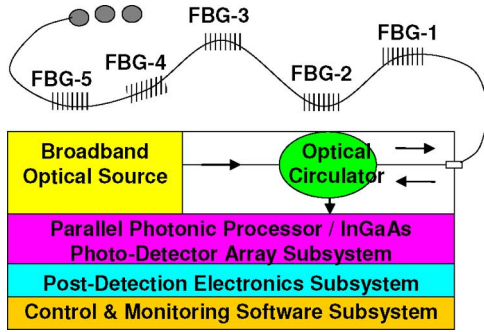 FBG-3
FBG-1
FBG-4
FBG-5
FBG-2
Broadband
Optical Source
Optical
Circulator
Parallel Photonic Processor / InGaAs
Photo-Detector Array Subsystem
Post-Detection Electronics Subsystem
Control & Monitoring Software Subsystem